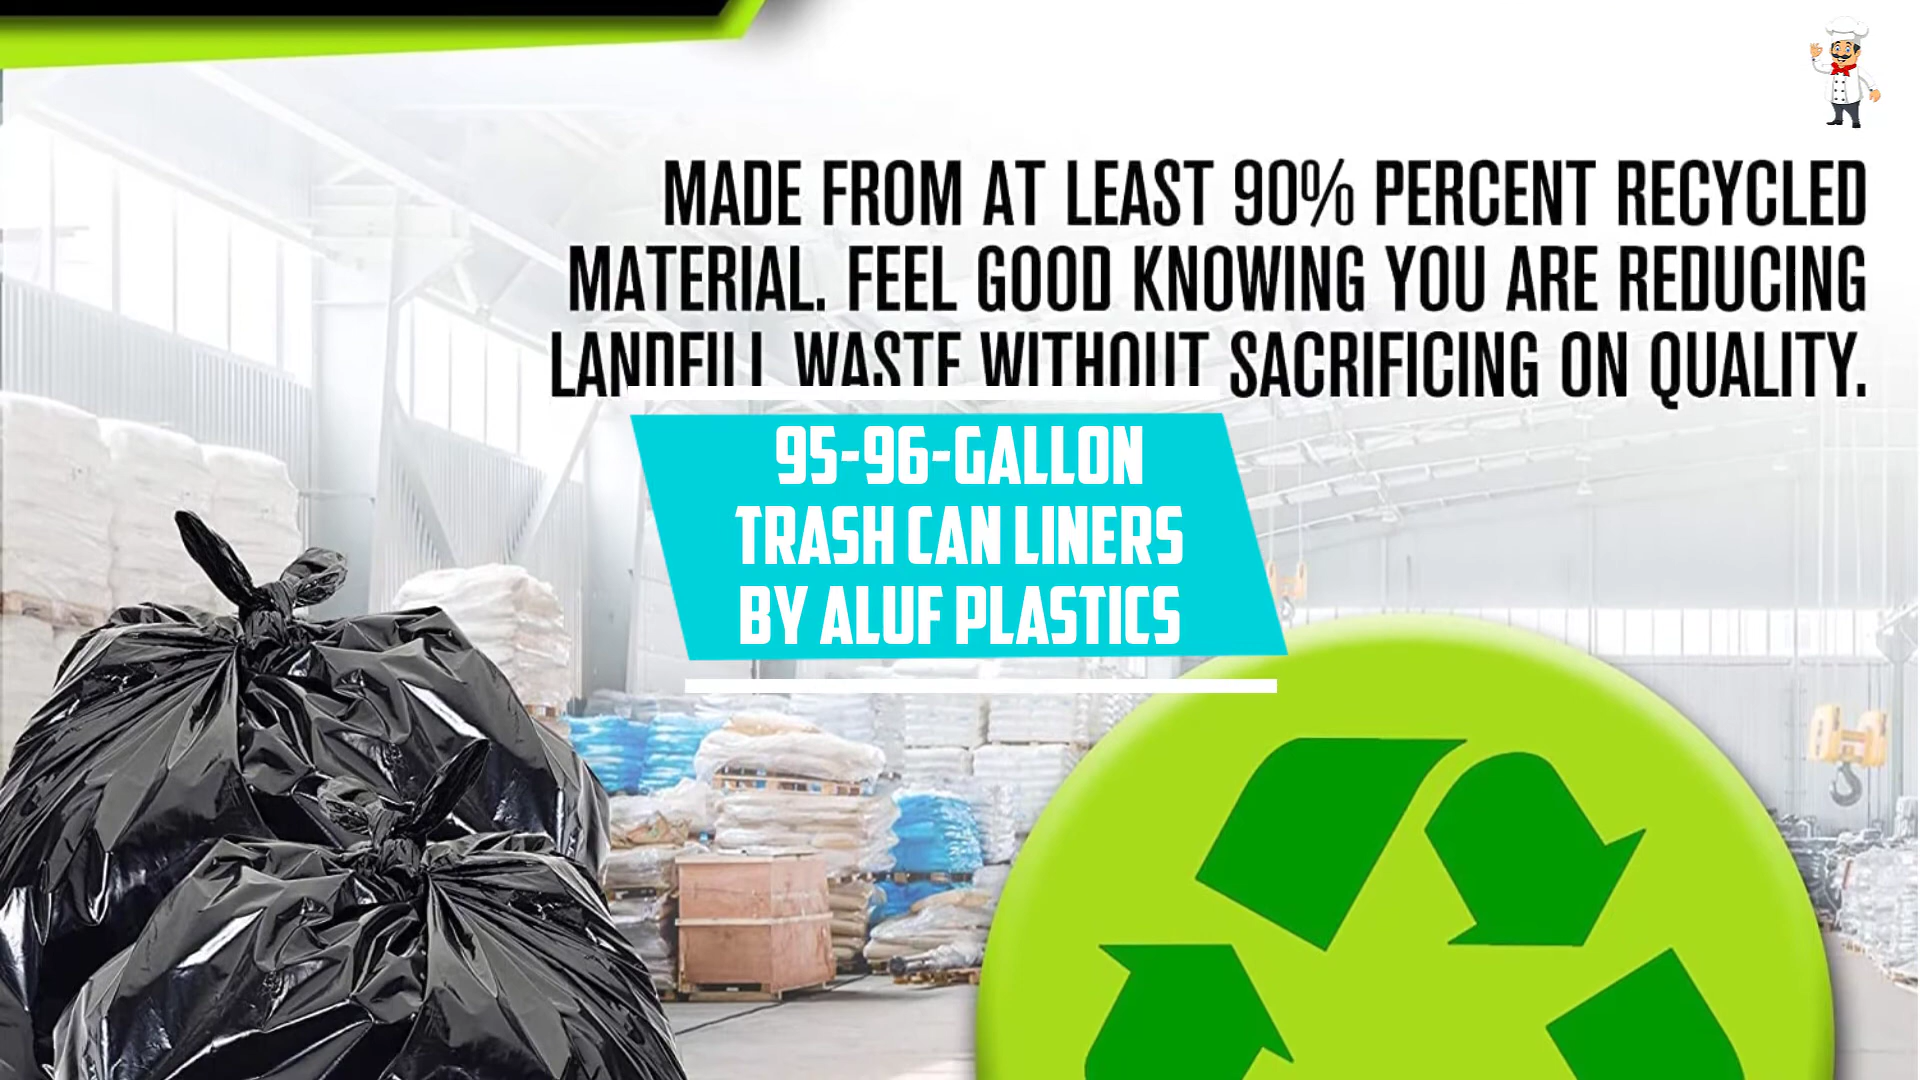 MADE FROM AT LEAST 90% PERCENT RECYCLED
MATERIAL. FEEL GOOD KNOWING YOU ARE REDUCING
LANDFILL WASTE WITHOUT SACRIFICING ON QUALITY.
95-96-GALLON
TRASH CAN LINERS
BY ALUF PLASTICS